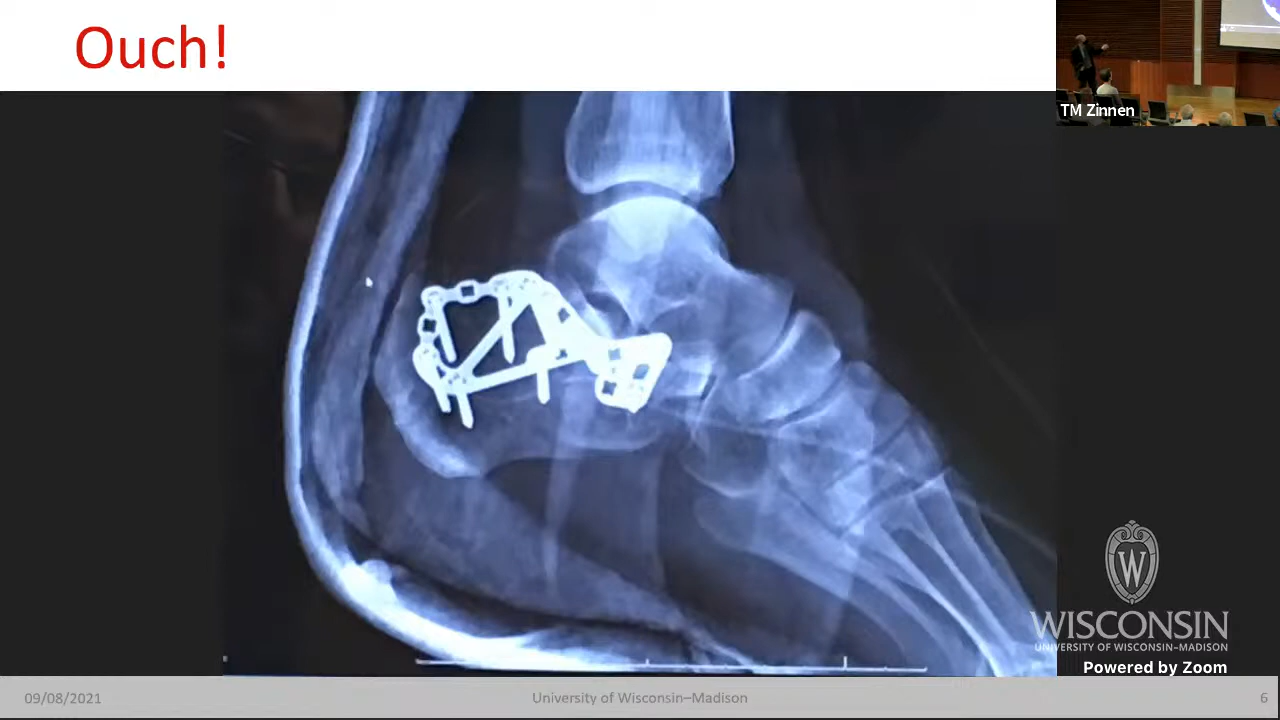 Ouch!
TM Zinnen
W
WISCONSIN
UNIVERSITY OF WISCONSIN–MADISON
Powered by Zoom
09/08/2021
University of Wisconsin–Madison
6